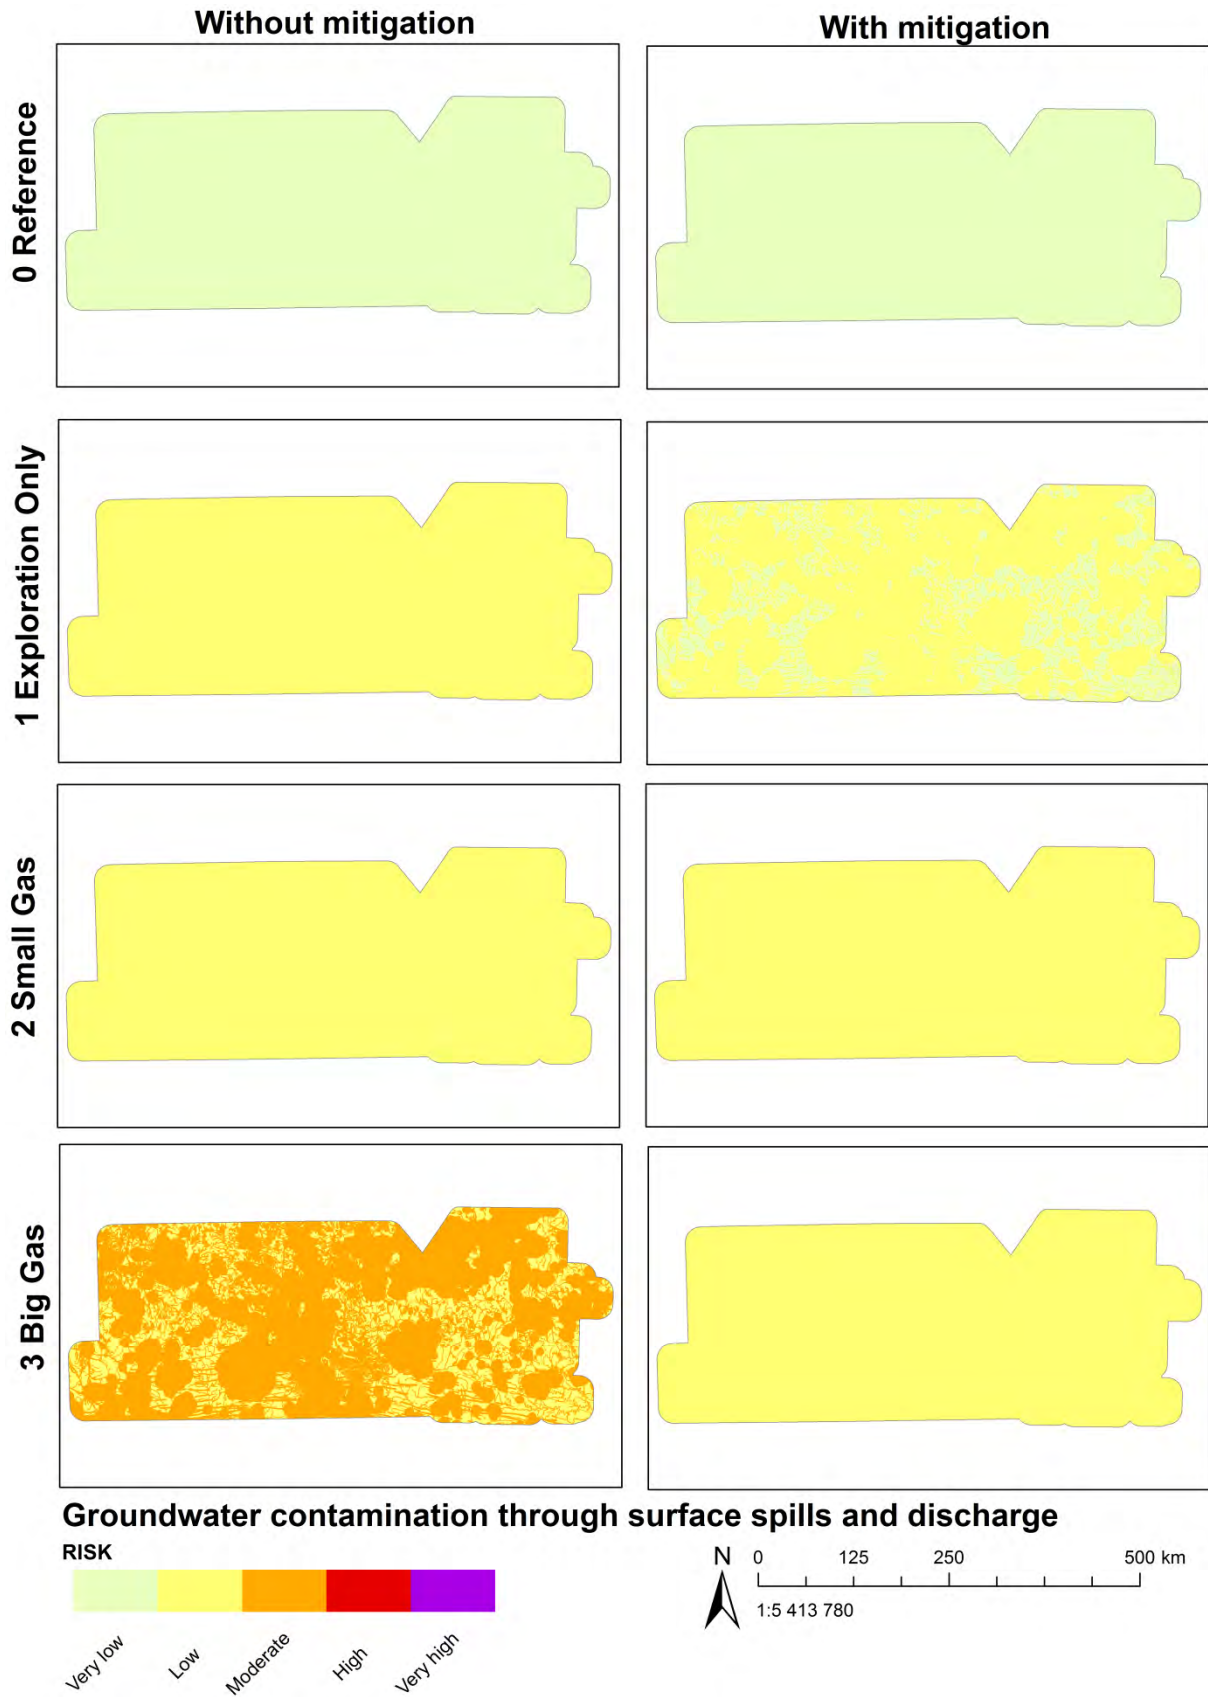 Without mitigation
With mitigation
0 Reference
1 Exploration Only
2 Small Gas
3 Big Gas
Groundwater contamination through surface spills and discharge
RISK
Very low
Low
Moderate
High
Very high
N
0 125 250 500 km
1:5 413 780